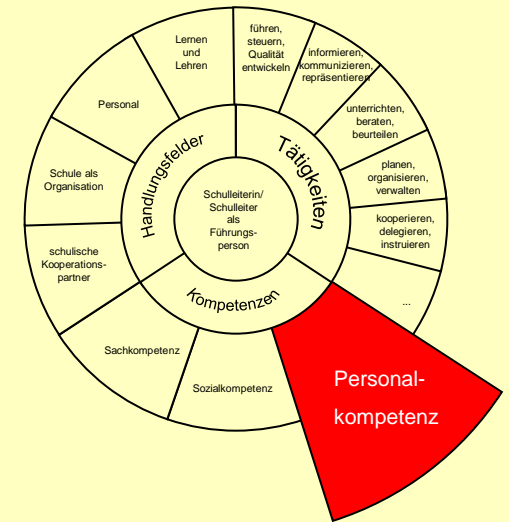 Lernen
und
Lehren
führen,
steuern,
Qualität
entwickeln
informieren,
kommunizieren,
repräsentieren
unterrichten,
beraten,
beurteilen
planen,
organisieren,
verwalten
kooperieren,
delegieren,
instruieren
...
Personal
Schule als
Organisation
schulische
Kooperations-
partner
Handlungsfelder
Tätigkeiten
Kompetenzen
Schulleiterin/
Schulleiter
als
Führungs-
person
Sachkompetenz
Sozialkompetenz
Personal-
kompetenz